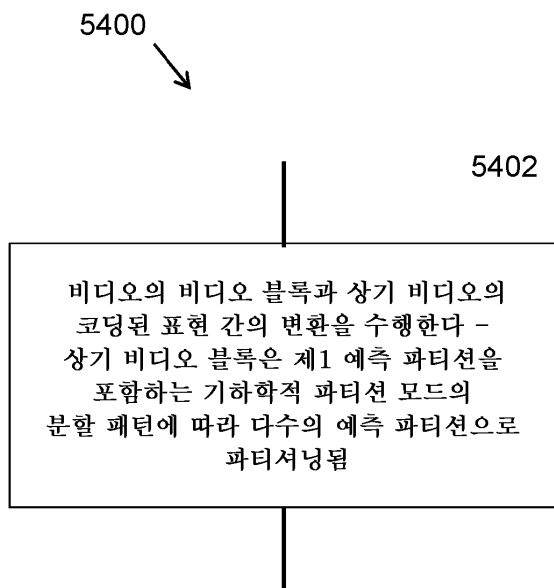 5400
5402
비디오의 비디오 블록과 상기 비디오의
코딩된 표현 간의 변환을 수행한다 -
상기 비디오 블록은 제1 예측 파티션을
포함하는 기하학적 파티션 모드의
분할 패턴에 따라 다수의 예측 파티션으로
파티셔닝됨